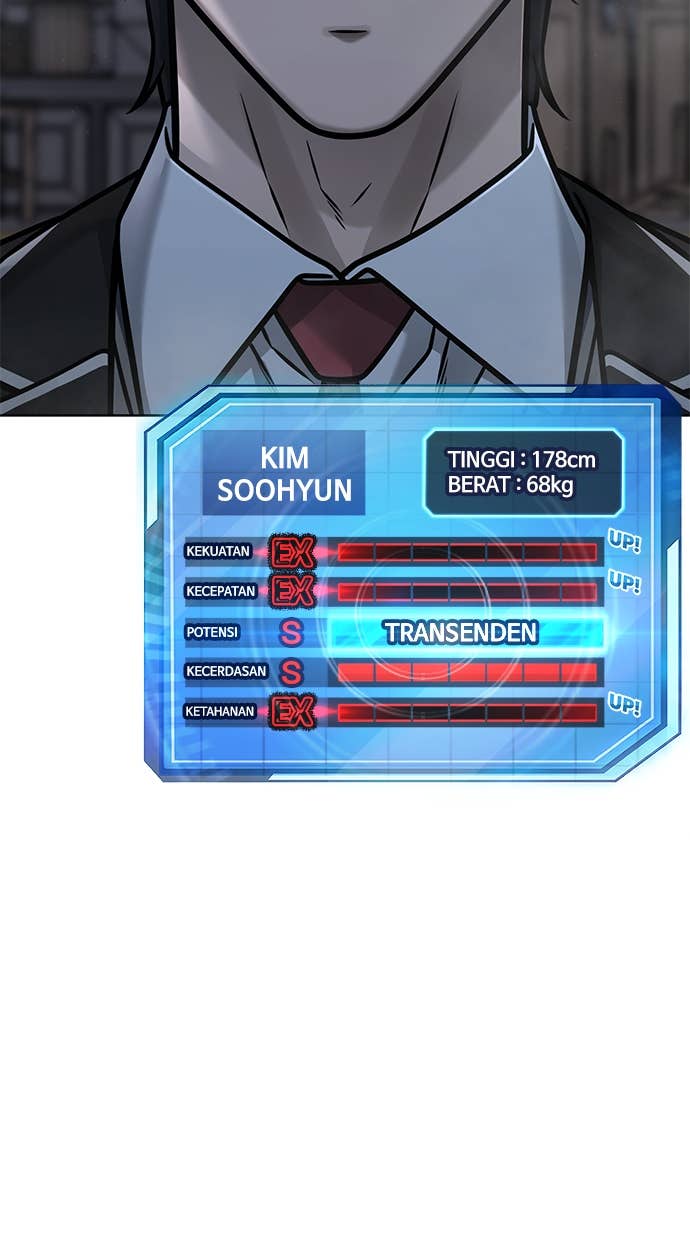 KIM
SOOHYUN
TINGGI : 178cm
BERAT : 68kg
KEKUATAN EX UP!
KECEPATAN EX UP!
POTENSI S TRANSENDEN
KECERDASAN S
KETAHANAN EX UP!